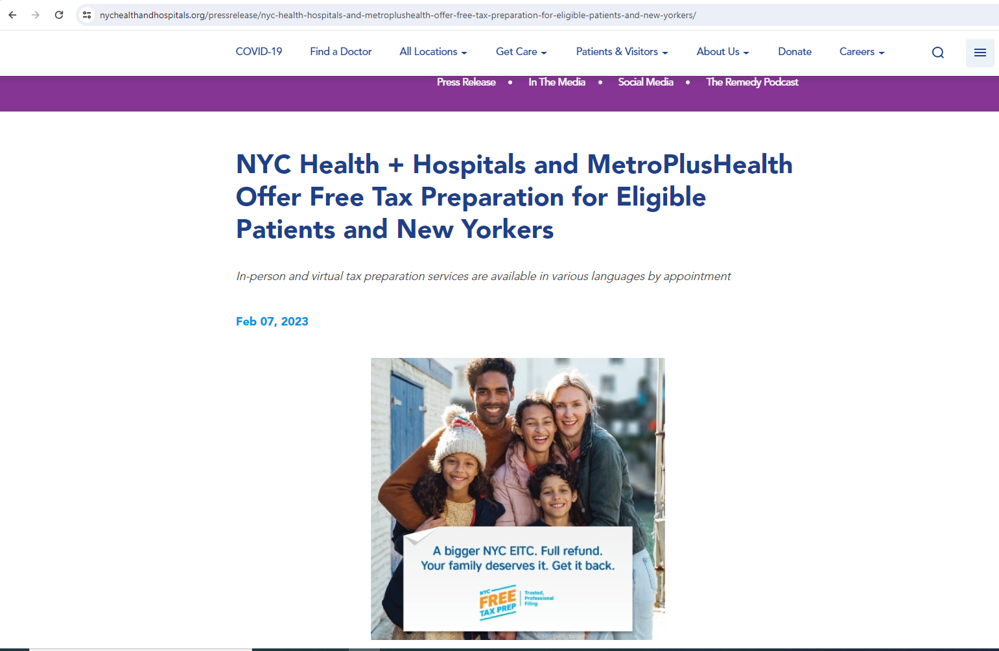 nychealthandhospitals.org/pressrelease/nyc-health-hospitals-and-metroplushealth-offer-free-tax-preparation-for-eligible-patients-and-new-yorkers/
COVID-19 Find a Doctor All Locations Get Care Patients & Visitors About Us Donate Careers
Press Release • In The Media • Social Media • The Remedy Podcast
NYC Health + Hospitals and MetroPlusHealth
Offer Free Tax Preparation for Eligible
Patients and New Yorkers
In-person and virtual tax preparation services are available in various languages by appointment
Feb 07, 2023
A bigger NYC EITC. Full refund.
Your family deserves it. Get it back.
NYC
FREE
TAX PREP
Trusted,
Professional
Filing